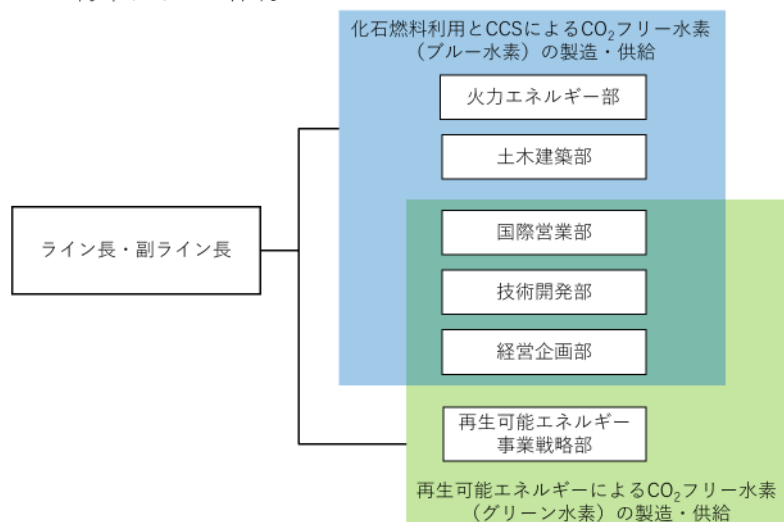 化石燃料利用とCCSによるCO₂フリー水素
（ブルー水素）の製造・供給
火力エネルギー部
土木建築部
ライン長・副ライン長
国際営業部
技術開発部
経営企画部
再生可能エネルギー
事業戦略部
再生可能エネルギーによるCO₂フリー水素
（グリーン水素）の製造・供給